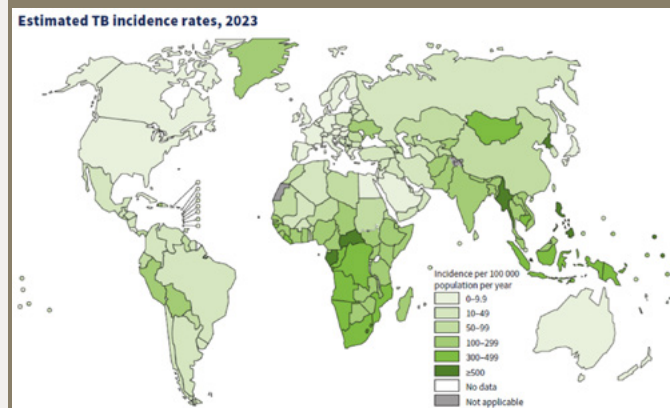 Estimated TB incidence rates, 2023
Incidence per 100 000
population per year
0–9.9
10–49
50–99
100–299
300–499
≥500
No data
Not applicable